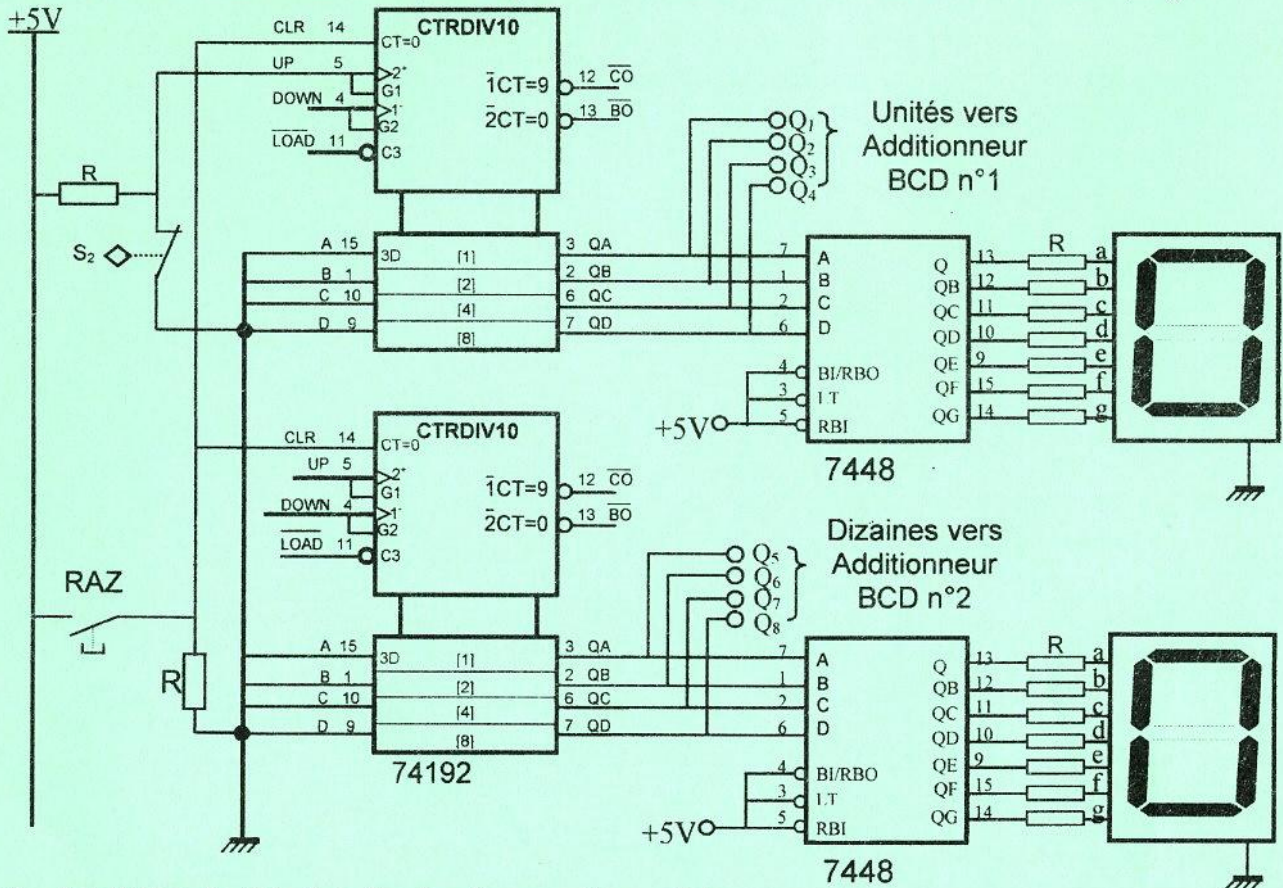 +5V
CLR 14
CT=0
CTRDIV10
UP 5
2+
G1
1CT=9
12 CO
DOWN 4
1-
G2
2CT=0
13 BO
LOAD 11
C3
Q1
Q2
Q3
Q4
Unités vers
Additionneur
BCD n°1
R
S2
A 15
3D
[1]
3 QA
B 1
[2]
2 QB
C 10
[4]
6 QC
D 9
[8]
7 QD
7 A
1 B
2 C
6 D
4 BI/RBO
3 LT
5 RBI
+5V
7448
R
Q 13 a
QB 12 b
QC 11 c
QD 10 d
QE 9 e
QF 15 f
QG 14 g
CLR 14
CT=0
CTRDIV10
UP 5
2+
G1
1CT=9
12 CO
DOWN 4
1-
G2
2CT=0
13 BO
LOAD 11
C3
Q5
Q6
Q7
Q8
Dizaines vers
Additionneur
BCD n°2
RAZ
R
A 15
3D
[1]
3 QA
B 1
[2]
2 QB
C 10
[4]
6 QC
D 9
[8]
7 QD
74192
7 A
1 B
2 C
6 D
4 BI/RBO
3 LT
5 RBI
+5V
7448
R
Q 13 a
QB 12 b
QC 11 c
QD 10 d
QE 9 e
QF 15 f
QG 14 g